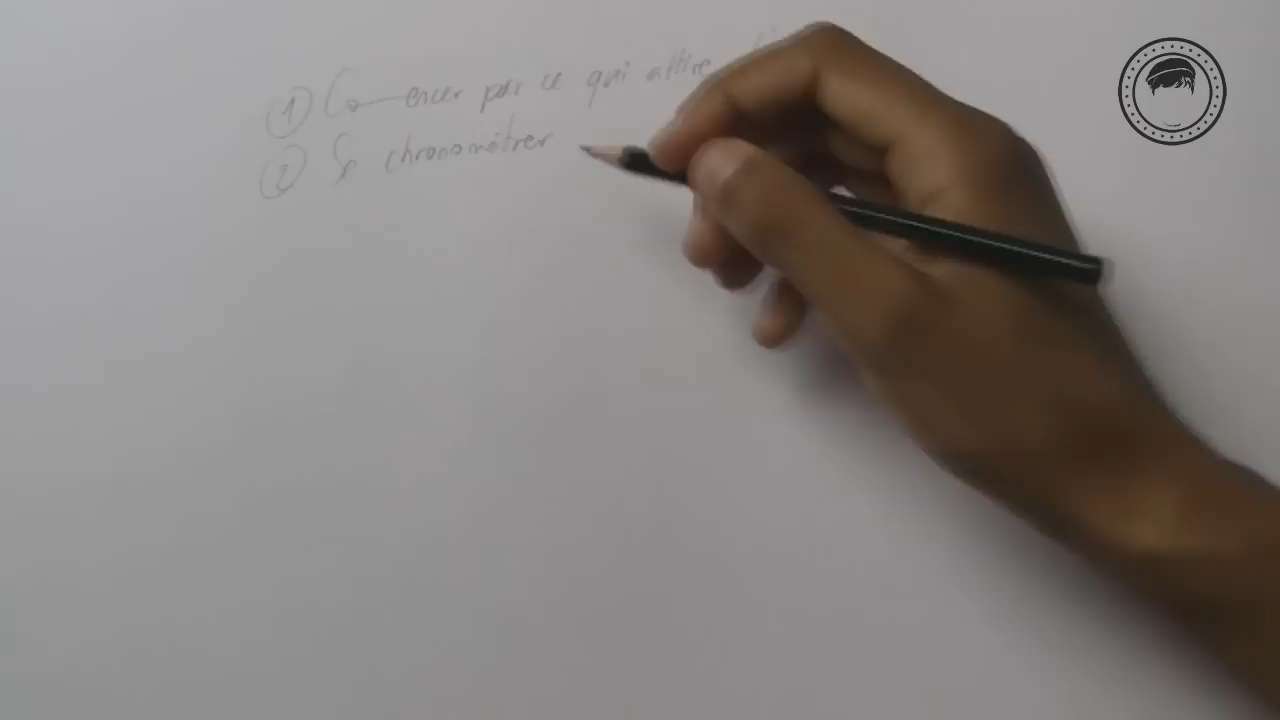 ① Commencer par ce qui attire
② Se chronométrer